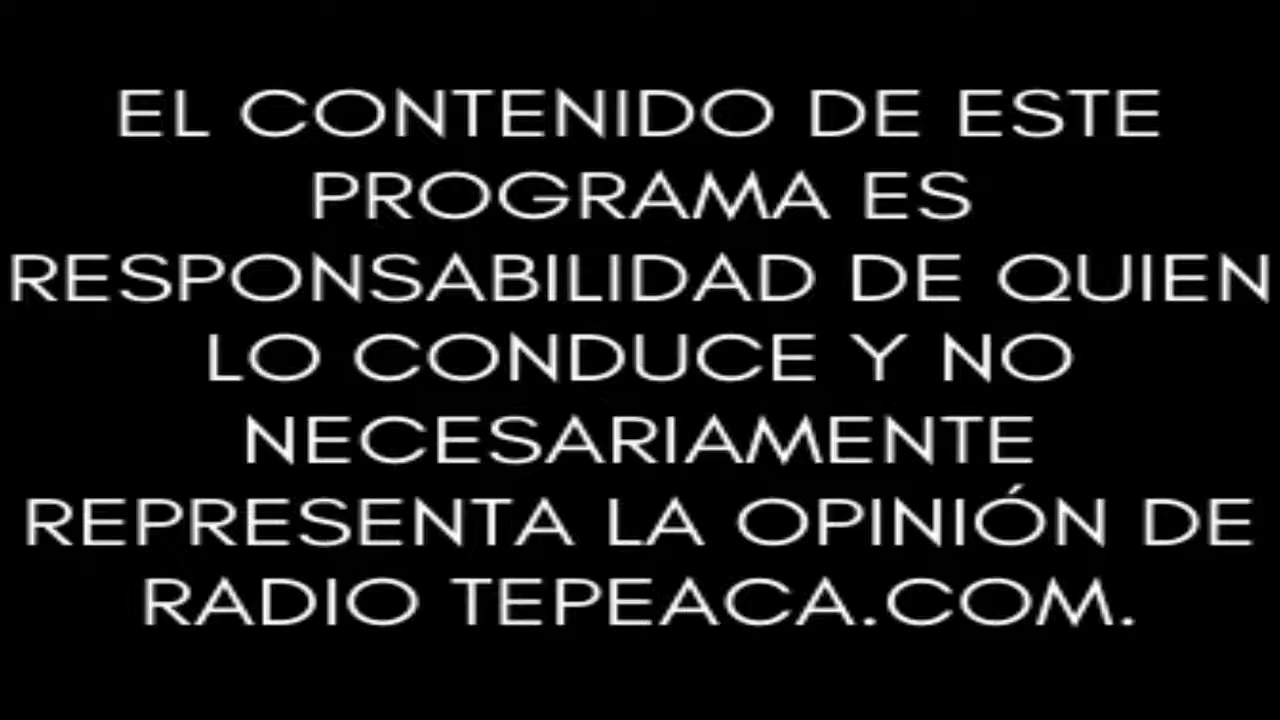 EL CONTENIDO DE ESTE
PROGRAMA ES
RESPONSABILIDAD DE QUIEN
LO CONDUCE Y NO
NECESARIAMENTE
REPRESENTA LA OPINIÓN DE
RADIO TEPEACA.COM.